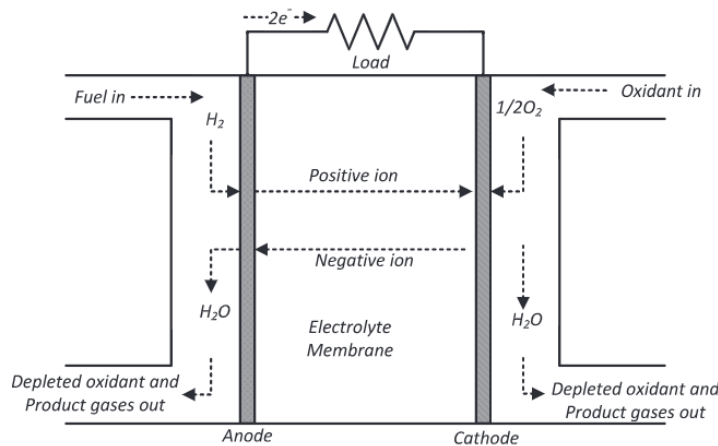 2e⁻
Load
Fuel in
Oxidant in
H₂
1/2O₂
Positive ion
Negative ion
H₂O
H₂O
Electrolyte
Membrane
Depleted oxidant and
Product gases out
Depleted oxidant and
Product gases out
Anode
Cathode